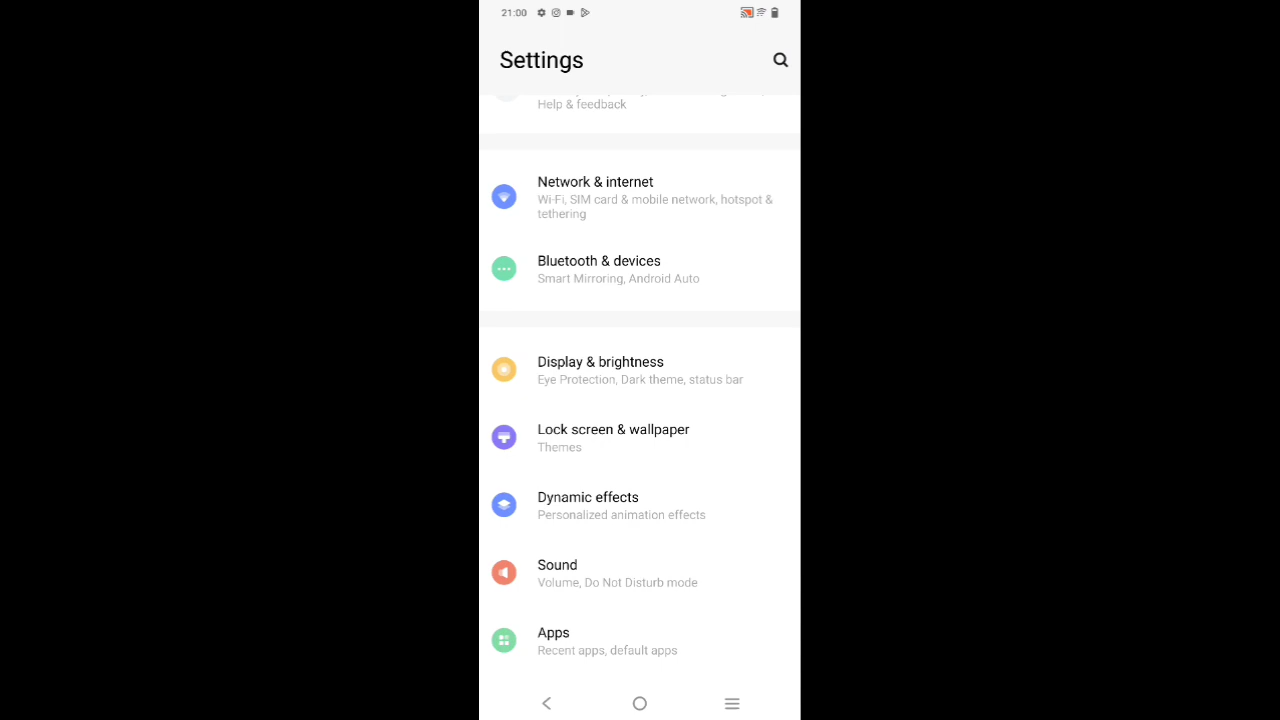 21:00
Settings
Help & feedback
Network & internet
Wi-Fi, SIM card & mobile network, hotspot &
tethering
Bluetooth & devices
Smart Mirroring, Android Auto
Display & brightness
Eye Protection, Dark theme, status bar
Lock screen & wallpaper
Themes
Dynamic effects
Personalized animation effects
Sound
Volume, Do Not Disturb mode
Apps
Recent apps, default apps